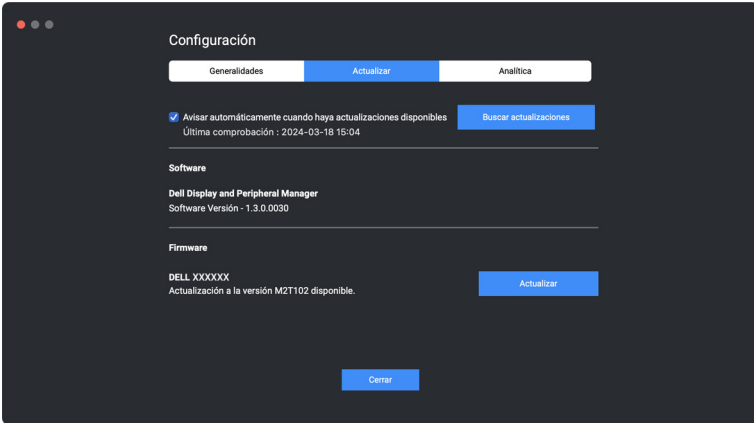 Configuración
Generalidades
Actualizar
Analítica
Avisar automáticamente cuando haya actualizaciones disponibles
Buscar actualizaciones
Última comprobación : 2024-03-18 15:04
Software
Dell Display and Peripheral Manager
Software Versión - 1.3.0.0030
Firmware
DELL XXXXXX
Actualización a la versión M2T102 disponible.
Actualizar
Cerrar